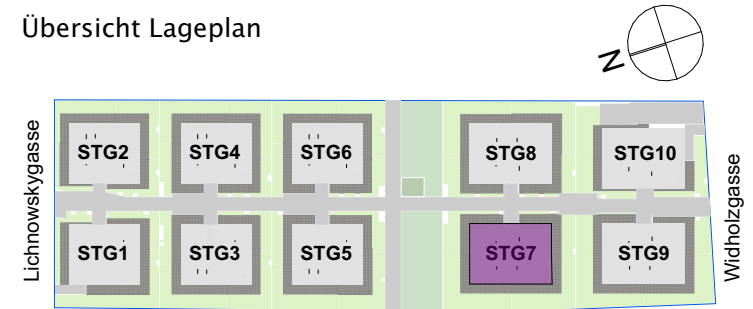 Übersicht Lageplan
N
Lichnowskygasse
STG2 STG4 STG6 STG8 STG10
STG1 STG3 STG5 STG7 STG9
Widholzgasse